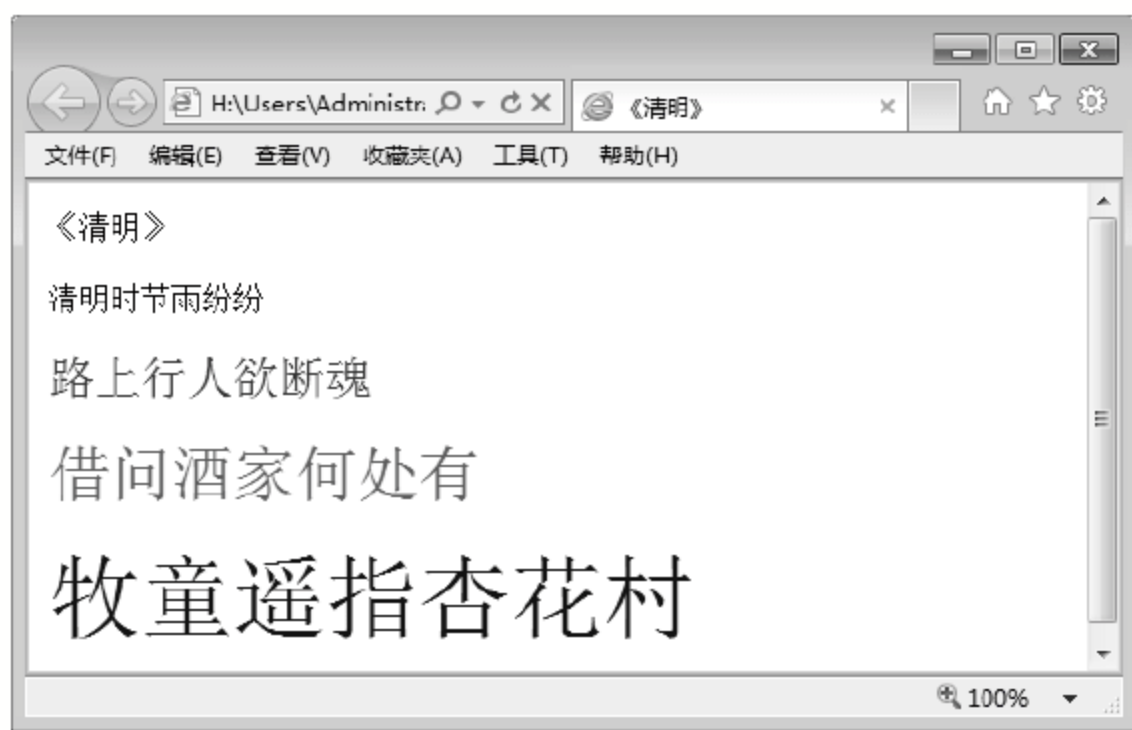 H:\Users\Administr
《清明》
文件(F) 编辑(E) 查看(V) 收藏夹(A) 工具(T) 帮助(H)
《清明》
清明时节雨纷纷
路上行人欲断魂
借问酒家何处有
牧童遥指杏花村
100%